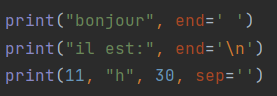 print("bonjour", end=' ')
print("il est:", end='\n')
print(11, "h", 30, sep='')